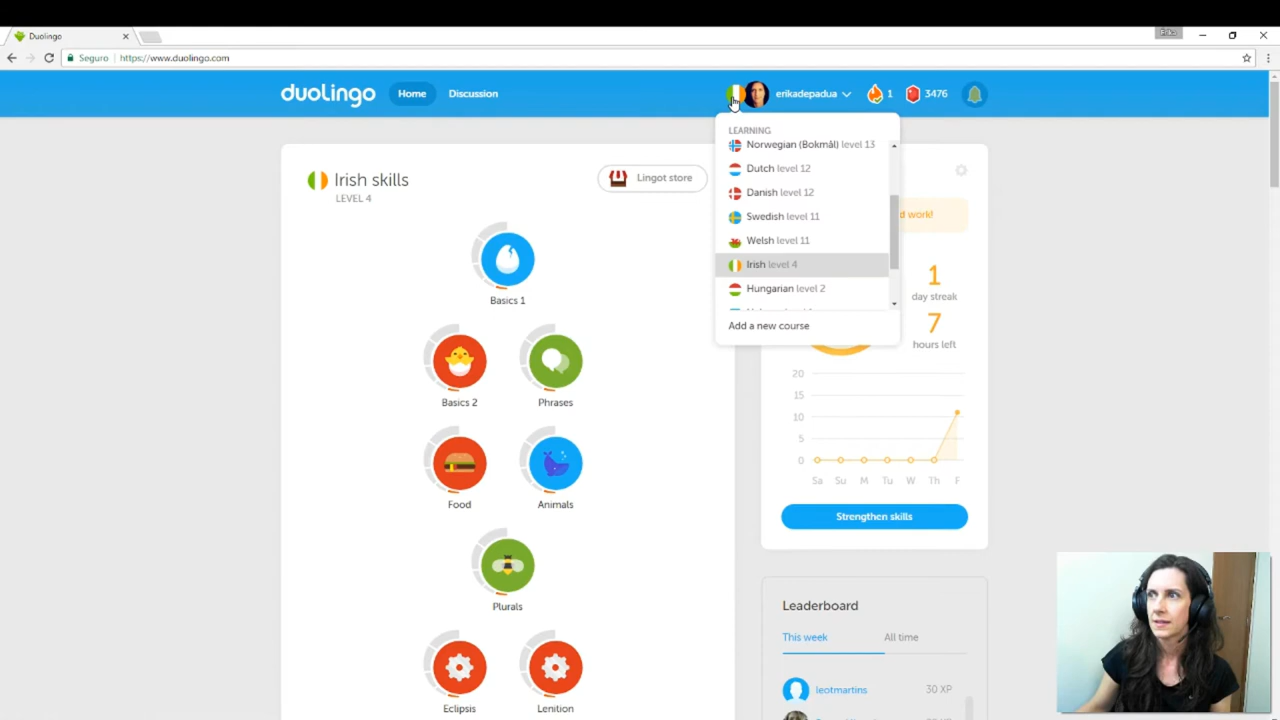 Duolingo
Erika
Seguro
https://www.duolingo.com
duolingo
Home
Discussion
erikadepadua
1
3476
LEARNING
Norwegian (Bokmål) level 13
Dutch level 12
Danish level 12
Swedish level 11
Welsh level 11
Irish level 4
Hungarian level 2
Add a new course
Irish skills
LEVEL 4
Lingot store
Basics 1
Basics 2
Phrases
Food
Animals
Plurals
Eclipsis
Lenition
work!
1
day streak
7
hours left
20
15
10
5
0
Sa Su M Tu W Th F
Strengthen skills
Leaderboard
This week
All time
leotmartins
30 XP